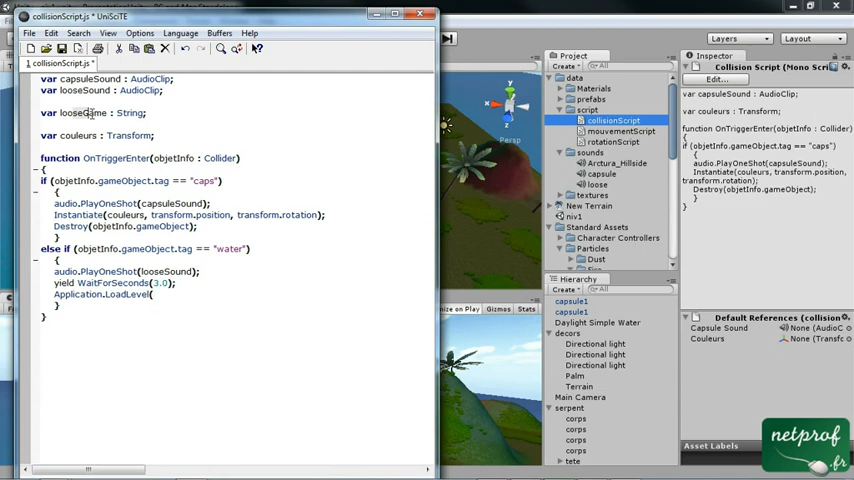 collisionScript.js * UniSciTE
File Edit Search View Options Language Buffers Help
1 collisionScript.js *
var capsuleSound : AudioClip;
var looseSound : AudioClip;
var looseGame : String;
var couleurs : Transform;
function OnTriggerEnter(objetInfo : Collider)
{
if (objetInfo.gameObject.tag == "caps")
{
audio.PlayOneShot(capsuleSound);
Instantiate(couleurs, transform.position, transform.rotation);
Destroy(objetInfo.gameObject);
}
else if (objetInfo.gameObject.tag == "water")
{
audio.PlayOneShot(looseSound);
yield WaitForSeconds(3.0);
Application.LoadLevel(
}
}
Layers
Layout
Persp
nize on Play Gizmos Stats
Project
Create
All
data
Materials
prefabs
script
collisionScript
mouvementScript
rotationScript
sounds
Arctura_Hillside
capsule
loose
textures
New Terrain
niv1
Standard Assets
Character Controllers
Particles
Dust
Hierarchy
Create
All
capsule1
capsule1
Daylight Simple Water
decors
Directional light
Directional light
Directional light
Palm
Terrain
Main Camera
serpent
corps
corps
corps
corps
tete
Inspector
Collision Script (Mono Scri
Edit...
var capsuleSound : AudioClip;
var couleurs : Transform;
function OnTriggerEnter(objetInfo : Collider)
{
if (objetInfo.gameObject.tag == "caps")
{
audio.PlayOneShot(capsuleSound);
Instantiate(couleurs, transform.position,
transform.rotation);
Destroy(objetInfo.gameObject);
}
}
Default References (collision
Capsule Sound None (AudioC
Couleurs None (Transfo
Asset Labels
netprof
.fr